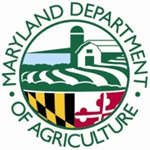 MARYLAND DEPARTMENT
• OF AGRICULTURE •